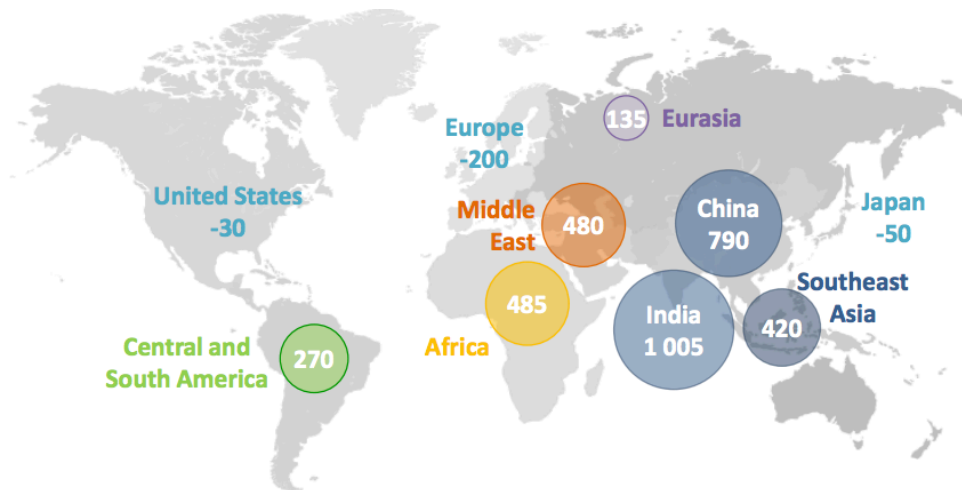 135 Eurasia
Europe
-200
United States
-30
Middle
East
480
China
790
Japan
-50
Southeast
Asia
420
485
Africa
India
1 005
Central and
South America
270